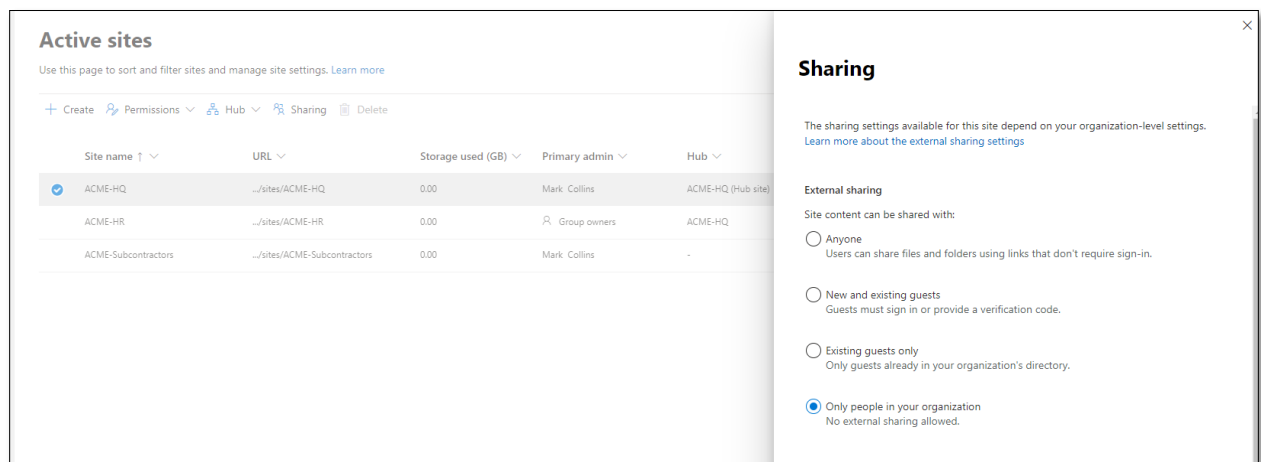 Active sites
Use this page to sort and filter sites and manage site settings. Learn more
Create Permissions Hub Sharing Delete
Site name ↑ URL Storage used (GB) Primary admin Hub
ACME-HQ .../sites/ACME-HQ 0.00 Mark Collins ACME-HQ (Hub site)
ACME-HR .../sites/ACME-HR 0.00 Group owners ACME-HQ
ACME-Subcontractors .../sites/ACME-Subcontractors 0.00 Mark Collins -
Sharing
The sharing settings available for this site depend on your organization-level settings.
Learn more about the external sharing settings
External sharing
Site content can be shared with:
Anyone
Users can share files and folders using links that don't require sign-in.
New and existing guests
Guests must sign in or provide a verification code.
Existing guests only
Only guests already in your organization's directory.
Only people in your organization
No external sharing allowed.